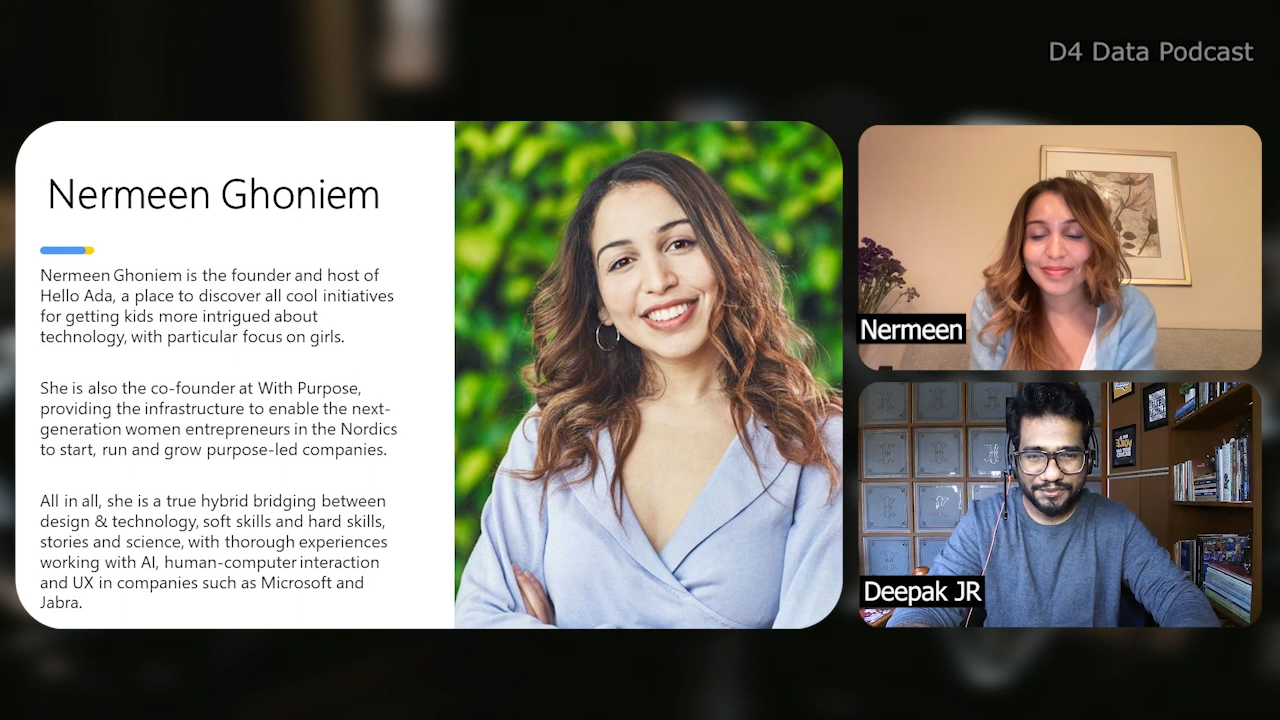 D4 Data Podcast
Nermeen Ghoniem
Nermeen Ghoniem is the founder and host of
Hello Ada, a place to discover all cool initiatives
for getting kids more intrigued about
technology, with particular focus on girls.
She is also the co-founder at With Purpose,
providing the infrastructure to enable the next-
generation women entrepreneurs in the Nordics
to start, run and grow purpose-led companies.
All in all, she is a true hybrid bridging between
design & technology, soft skills and hard skills,
stories and science, with thorough experiences
working with AI, human-computer interaction
and UX in companies such as Microsoft and
Jabra.
Nermeen
Deepak JR